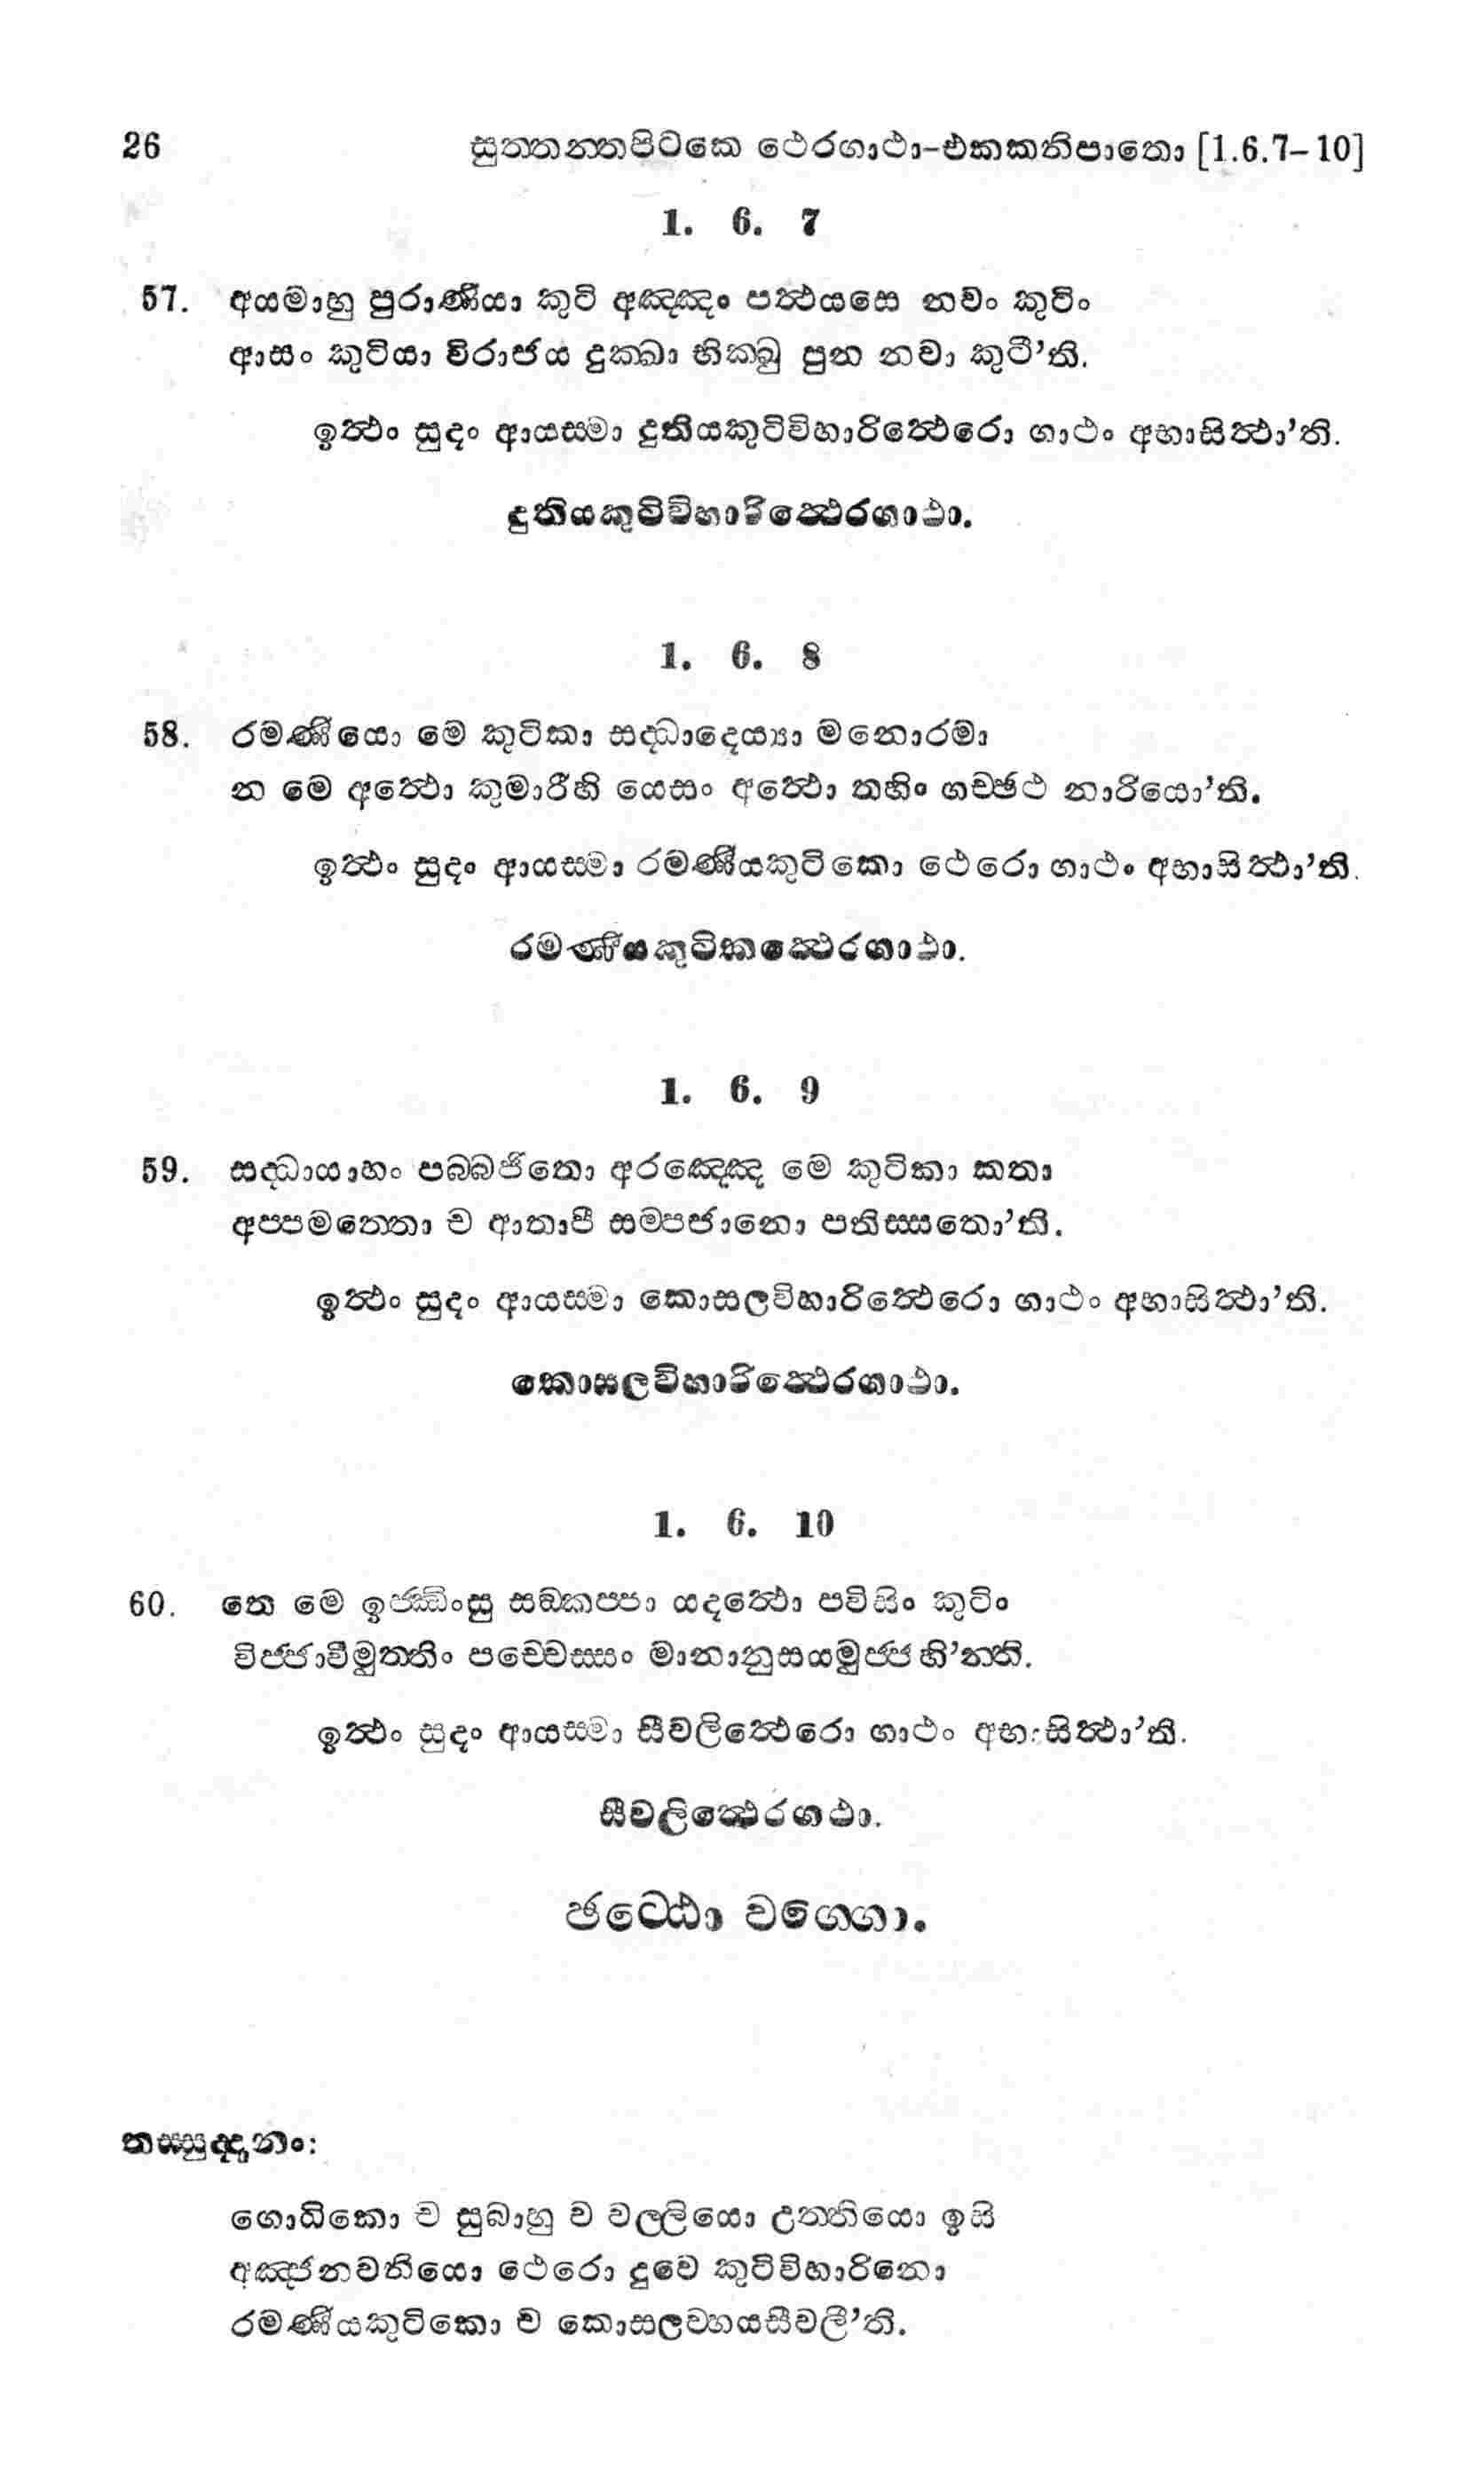 26 සුත්තන්තපිටකෙ ථෙරගාථා-එකකනිපාතො [1.6.7-10]
1. 6. 7
57. අයමාහු පුරාණියා කුටි අඤ්ඤං පත්ථයසෙ නවං කුටිං
ආසං කුටියා විරාජය දුක්ඛා භික්ඛු පුන නවා කුටී’ති.
ඉත්ථං සුදං ආයස්මා දුතියකුටිවිහාරිත්ථෙරො ගාථං අභාසිත්ථා’ති.
දුතියකුටිවිහාරිත්ථෙරගාථා.
1. 6. 8
58. රමණීයො මෙ කුටිකා සද්ධාදෙය්‍යා මනොරමා
න මෙ අත්ථො කුමාරීහි යෙසං අත්ථො තහිං ගච්ඡථ නාරියො’ති.
ඉත්ථං සුදං ආයස්මා රමණීයකුටිකො ථෙරො ගාථං අභාසිත්ථා’ති.
රමණීයකුටිකත්ථෙරගාථා.
1. 6. 9
59. සද්ධායාහං පබ්බජිතො අරඤ්ඤෙ මෙ කුටිකා කතා
අප්පමත්තො ච ආතාපී සම්පජානො පතිස්සතො’ති.
ඉත්ථං සුදං ආයස්මා කොසලවිහාරිත්ථෙරො ගාථං අභාසිත්ථා’ති.
කොසලවිහාරිත්ථෙරගාථා.
1. 6. 10
60. තෙ මෙ ඉජ්ඣිංසු සඞ්කප්පා යදත්ථො පවිසිං කුටිං
විජ්ජාවිමුත්තිං පච්චෙස්සං මානානුසයමුජ්ජහි’න්ති.
ඉත්ථං සුදං ආයස්මා සීවලිත්ථෙරො ගාථං අභාසිත්ථා’ති.
සීවලිත්ථෙරගථා.
ඡට්ඨො වග්ගො.
තස්සුද්දානං:
ගොධිකො ච සුබාහු ච වල්ලියො උත්තියො ඉසි
අඤ්ජනවනියො ථෙරො දුවෙ කුටිවිහාරිනො
රමණීයකුටිකො ච කොසලව්හයසීවලී’ති.